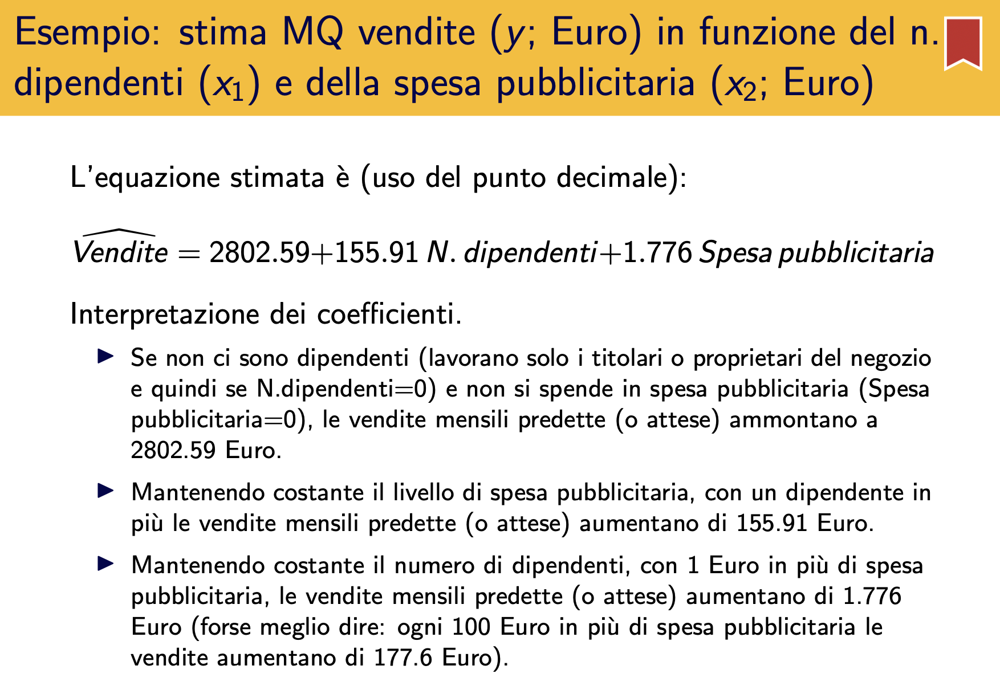 Esempio: stima MQ vendite (y; Euro) in funzione del n.
dipendenti (x₁) e della spesa pubblicitaria (x₂; Euro)
L'equazione stimata è (uso del punto decimale):
\widehat{Vendite} = 2802.59+155.91 N. dipendenti+1.776 Spesa pubblicitaria
Interpretazione dei coefficienti.
▶ Se non ci sono dipendenti (lavorano solo i titolari o proprietari del negozio
e quindi se N.dipendenti=0) e non si spende in spesa pubblicitaria (Spesa
pubblicitaria=0), le vendite mensili predette (o attese) ammontano a
2802.59 Euro.
▶ Mantenendo costante il livello di spesa pubblicitaria, con un dipendente in
più le vendite mensili predette (o attese) aumentano di 155.91 Euro.
▶ Mantenendo costante il numero di dipendenti, con 1 Euro in più di spesa
pubblicitaria, le vendite mensili predette (o attese) aumentano di 1.776
Euro (forse meglio dire: ogni 100 Euro in più di spesa pubblicitaria le
vendite aumentano di 177.6 Euro).